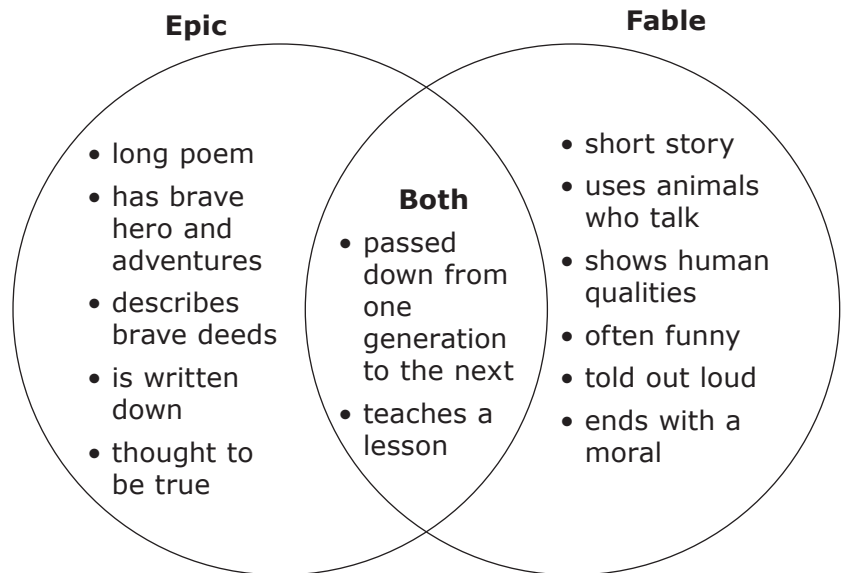 Epic
• long poem
• has brave
hero and
adventures
• describes
brave deeds
• is written
down
• thought to
be true
Both
• passed
down from
one
generation
to the next
• teaches a
lesson
Fable
• short story
• uses animals
who talk
• shows human
qualities
• often funny
• told out loud
• ends with a
moral